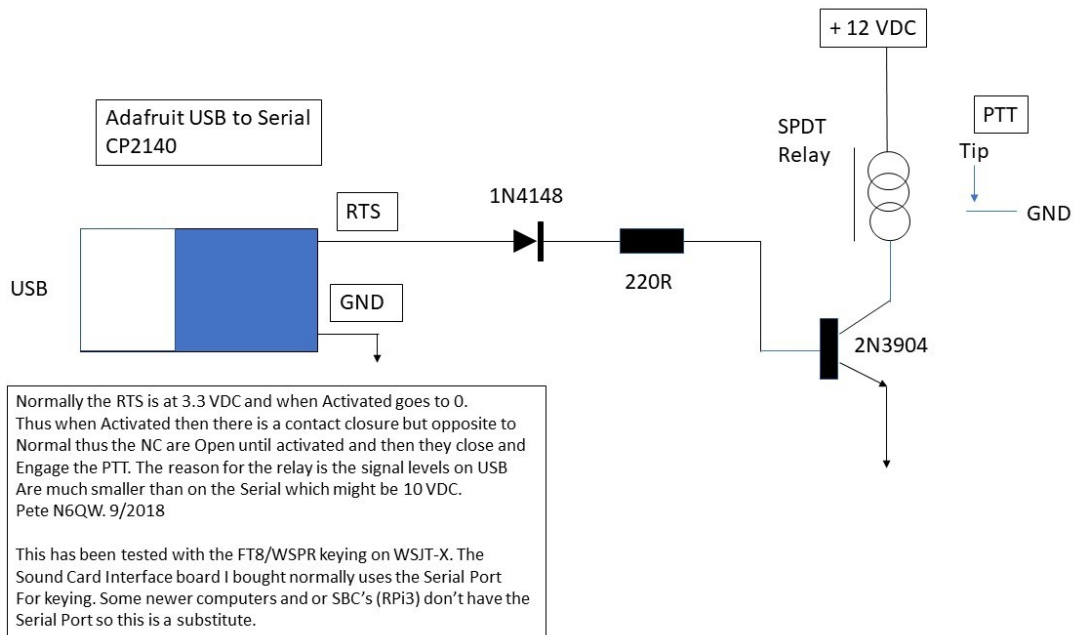 + 12 VDC
Adafruit USB to Serial
CP2140
SPDT
Relay
PTT
Tip
GND
1N4148
RTS
220R
USB
GND
2N3904
Normally the RTS is at 3.3 VDC and when Activated goes to 0.
Thus when Activated then there is a contact closure but opposite to
Normal thus the NC are Open until activated and then they close and
Engage the PTT. The reason for the relay is the signal levels on USB
Are much smaller than on the Serial which might be 10 VDC.
Pete N6QW. 9/2018
This has been tested with the FT8/WSPR keying on WSJT-X. The
Sound Card Interface board I bought normally uses the Serial Port
For keying. Some newer computers and or SBC's (RPi3) don't have the
Serial Port so this is a substitute.